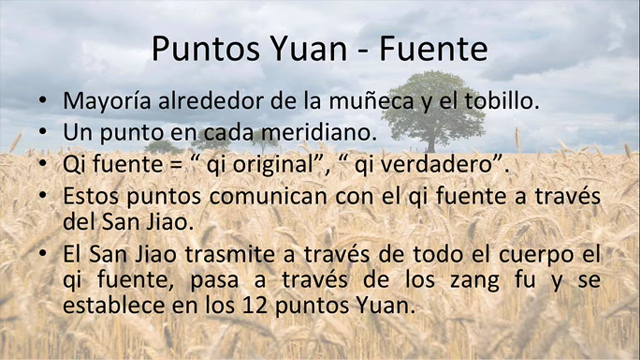 Puntos Yuan - Fuente
• Mayoría alrededor de la muñeca y el tobillo.
• Un punto en cada meridiano.
• Qi fuente = “ qi original”, “ qi verdadero”.
• Estos puntos comunican con el qi fuente a través
del San Jiao.
• El San Jiao trasmite a través de todo el cuerpo el
qi fuente, pasa a través de los zang fu y se
establece en los 12 puntos Yuan.